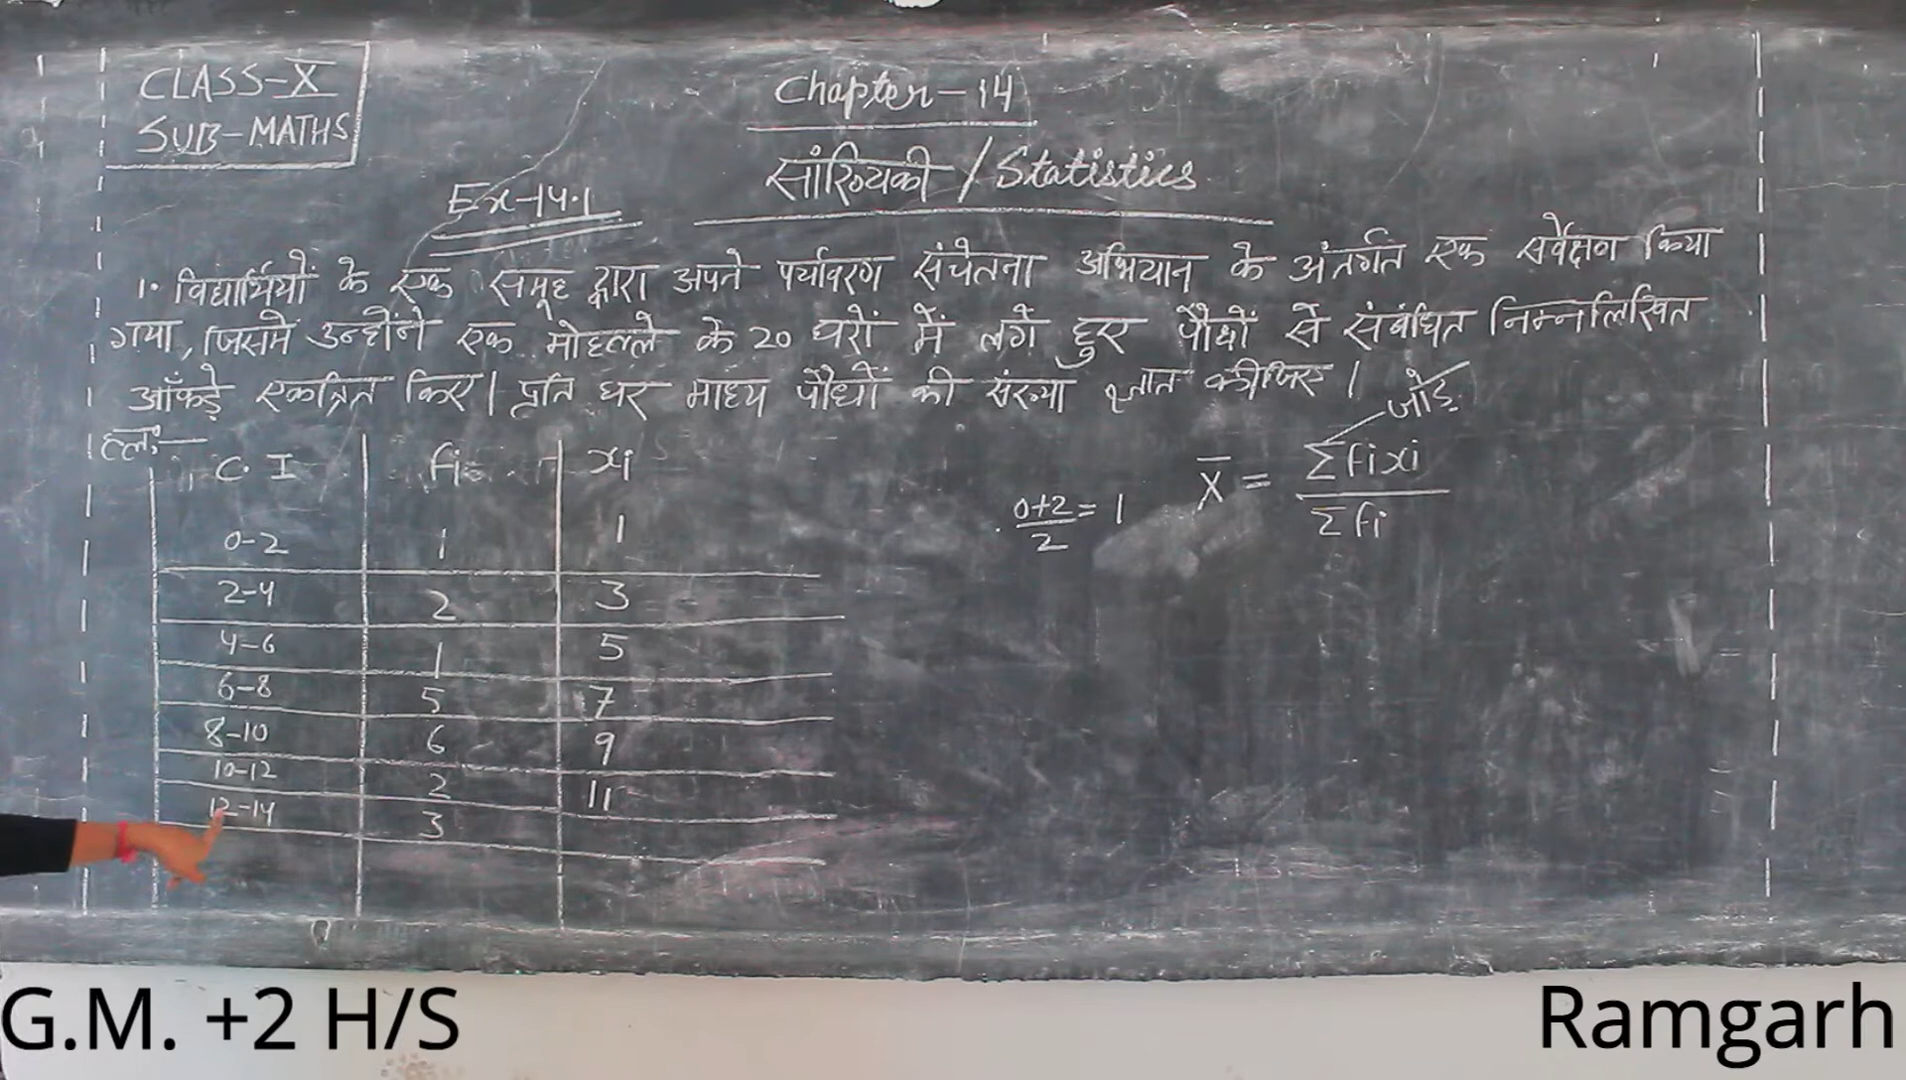 CLASS-X
SUB-MATHS
Chapter-14
सांख्यिकी / Statistics
Ex-14.1
1. विद्यार्थियों के एक समूह द्वारा अपने पर्यावरण संचेतना अभियान के अंतर्गत एक सर्वेक्षण किया
गया, जिसमें उन्होंने एक मोहल्ले के 20 घरों में लगे हुए पौधों से संबंधित निम्नलिखित
आँकड़े एकत्रित किए। प्रति घर माध्य पौधों की संख्या ज्ञात कीजिए।
हल:—
C.I fi xi
0-2 1 1
2-4 2 3
4-6 1 5
6-8 5 7
8-10 6 9
10-12 2 11
12-14 3
0+2/2 = 1
जोड़
x̄ = Σfixi/Σfi
G.M. +2 H/S
Ramgarh